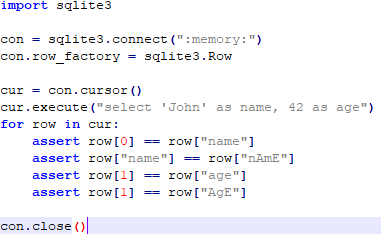 import sqlite3

con = sqlite3.connect(":memory:")
con.row_factory = sqlite3.Row

cur = con.cursor()
cur.execute("select 'John' as name, 42 as age")
for row in cur:
    assert row[0] == row["name"]
    assert row["name"] == row["nAmE"]
    assert row[1] == row["age"]
    assert row[1] == row["AgE"]

con.close()